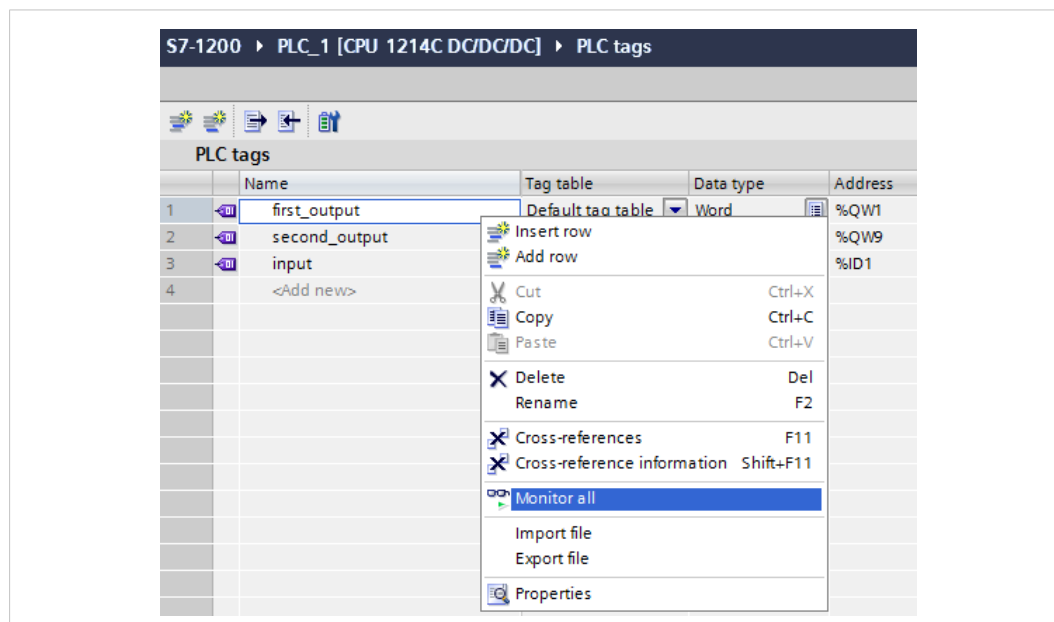 S7-1200 ▸ PLC_1 [CPU 1214C DC/DC/DC] ▸ PLC tags
PLC tags
Name Tag table Data type Address
1 first_output Default tag table Word %QW1
2 second_output %QW9
3 input %ID1
4 <Add new>
Insert row
Add row
Cut Ctrl+X
Copy Ctrl+C
Paste Ctrl+V
Delete Del
Rename F2
Cross-references F11
Cross-reference information Shift+F11
Monitor all
Import file
Export file
Properties